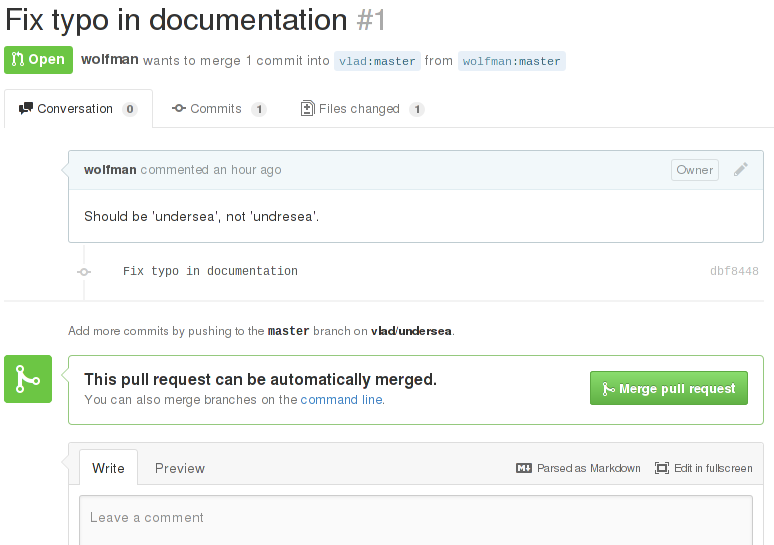 Fix typo in documentation #1
Open wolfman wants to merge 1 commit into vlad:master from wolfman:master
Conversation 0 Commits 1 Files changed 1
wolfman commented an hour ago Owner
Should be 'undersea', not 'undresea'.
Fix typo in documentation dbf8448
Add more commits by pushing to the master branch on vlad/undersea.
This pull request can be automatically merged.
You can also merge branches on the command line.
Merge pull request
Write Preview Parsed as Markdown Edit in fullscreen
Leave a comment